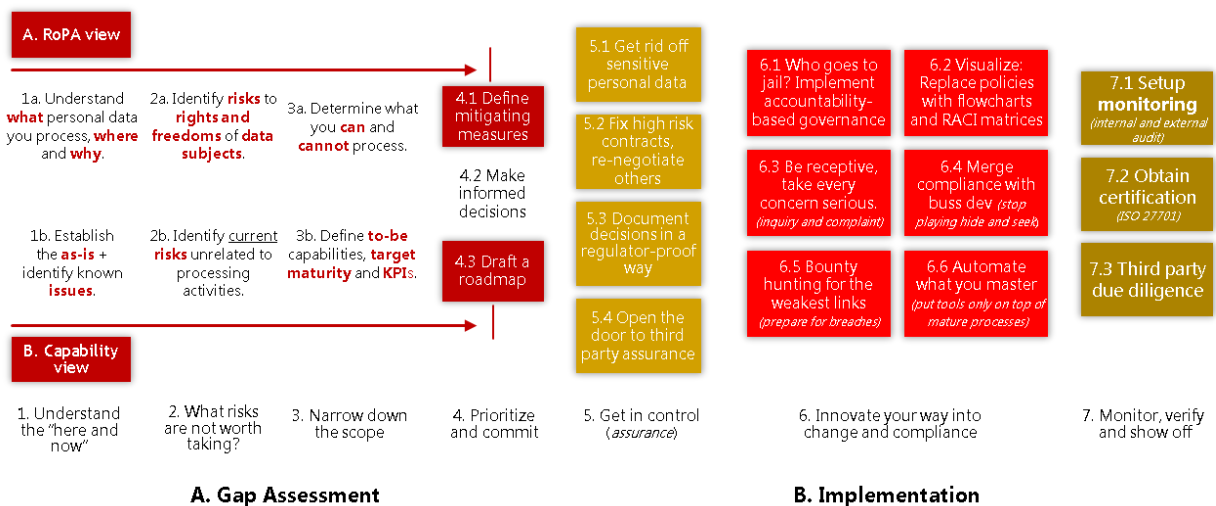 A. RoPA view
1a. Understand
what personal data
you process, where
and why.
2a. Identify risks to
rights and
freedoms of data
subjects.
3a. Determine what
you can and
cannot process.
4.1 Define
mitigating
measures
4.2 Make
informed
decisions
1b. Establish
the as-is +
identify known
issues.
2b. Identify current
risks unrelated to
processing
activities.
3b. Define to-be
capabilities, target
maturity and KPIs.
4.3 Draft a
roadmap
B. Capability
view
5.1 Get rid off
sensitive
personal data
5.2 Fix high risk
contracts,
re-negotiate
others
5.3 Document
decisions in a
regulator-proof
way
5.4 Open the
door to third
party assurance
6.1 Who goes to
jail? Implement
accountability-
based governance
6.2 Visualize:
Replace policies
with flowcharts
and RACI matrices
6.3 Be receptive,
take every
concern serious.
(inquiry and complaint)
6.4 Merge
compliance with
buss dev (stop
playing hide and seek)
6.5 Bounty
hunting for the
weakest links
(prepare for breaches)
6.6 Automate
what you master
(put tools only on top of
mature processes)
7.1 Setup
monitoring
(internal and external
audit)
7.2 Obtain
certification
(ISO 27701)
7.3 Third party
due diligence
1. Understand
the "here and
now"
2. What risks
are not worth
taking?
3. Narrow down
the scope
4. Prioritize
and commit
5. Get in control
(assurance)
6. Innovate your way into
change and compliance
7. Monitor, verify
and show off
A. Gap Assessment
B. Implementation